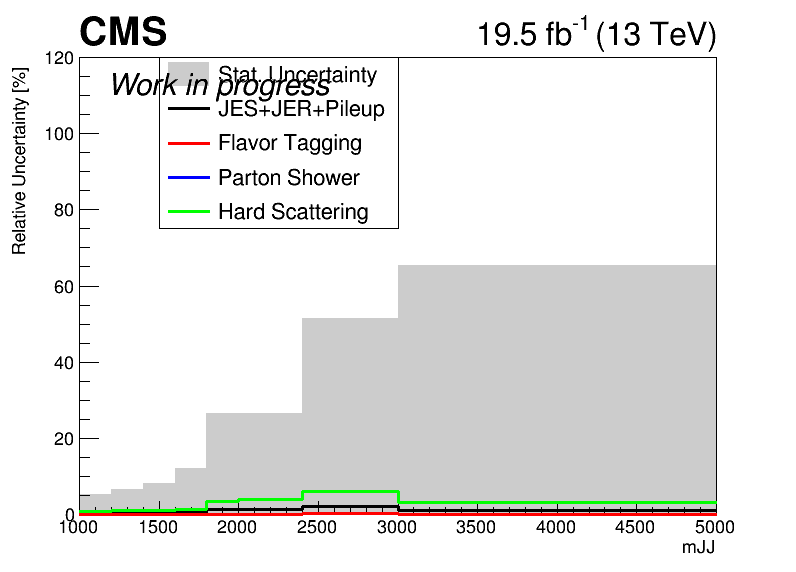 CMS
19.5 fb-1 (13 TeV)
Relative Uncertainty [%]
120
100
80
60
40
20
0
Work in progress
Stat. Uncertainty
JES+JER+Pileup
Flavor Tagging
Parton Shower
Hard Scattering
1000 1500 2000 2500 3000 3500 4000 4500 5000
mJJ